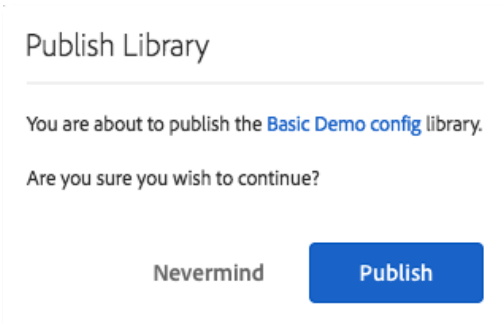 Publish Library
You are about to publish the Basic Demo config library.
Are you sure you wish to continue?
Nevermind Publish